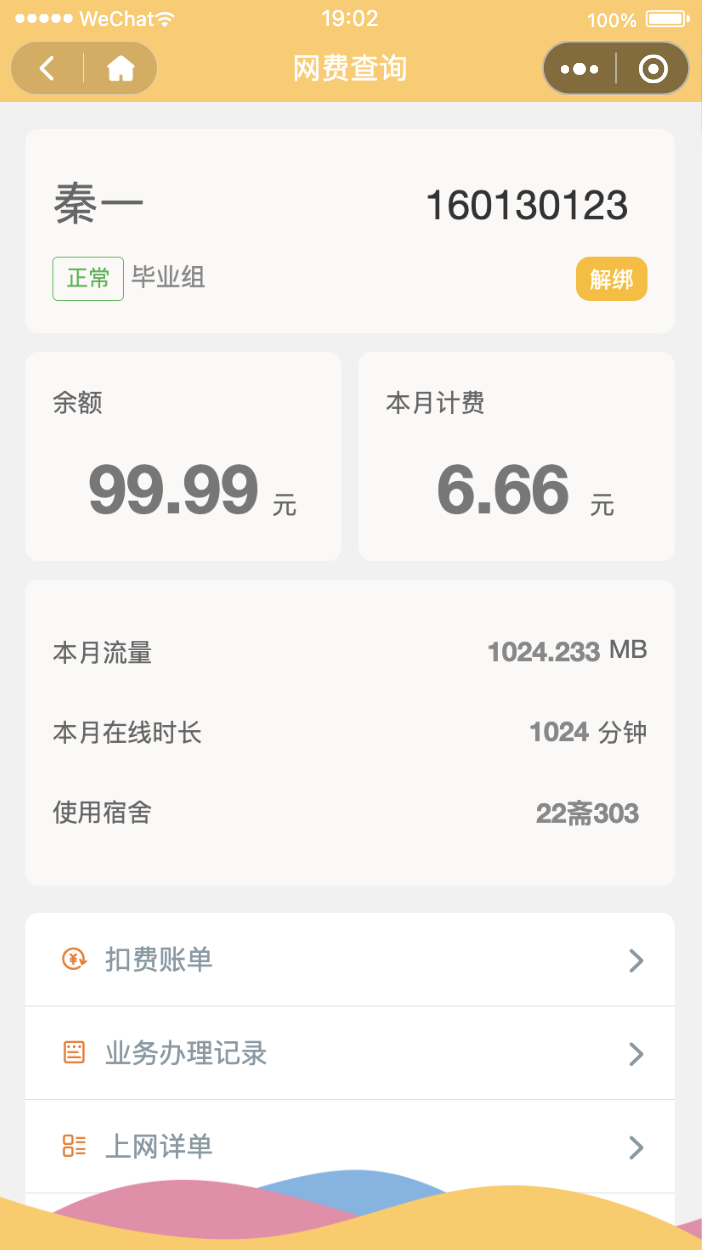 WeChat 19:02 100%
网费查询
秦一 160130123
正常 毕业组 解绑
余额 本月计费
99.99 元 6.66 元
本月流量 1024.233 MB
本月在线时长 1024 分钟
使用宿舍 22斋303
扣费账单
业务办理记录
上网详单